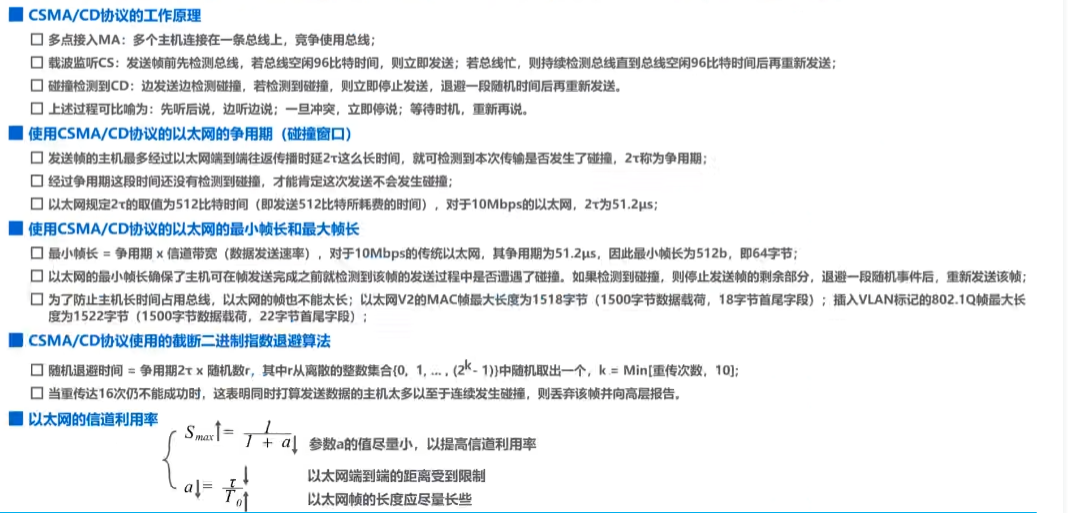 CSMA/CD协议的工作原理
多点接入MA：多个主机连接在一条总线上，竞争使用总线；
载波监听CS：发送帧前先检测总线，若总线空闲96比特时间，则立即发送；若总线忙，则持续检测总线直到总线空闲96比特时间后再重新发送；
碰撞检测到CD：边发送边检测碰撞，若检测到碰撞，则立即停止发送，退避一段随机时间后再重新发送。
上述过程可比喻为：先听后说，边听边说；一旦冲突，立即停说；等待时机，重新再说。
使用CSMA/CD协议的以太网的争用期（碰撞窗口）
发送帧的主机最多经过以太网端到端往返传播时延2τ这么长时间，就可检测到本次传输是否发生了碰撞，2τ称为争用期；
经过争用期这段时间还没有检测到碰撞，才能肯定这次发送不会发生碰撞；
以太网规定2τ的取值为512比特时间（即发送512比特所耗费的时间），对于10Mbps的以太网，2τ为51.2μs；
使用CSMA/CD协议的以太网的最小帧长和最大帧长
最小帧长 = 争用期 x 信道带宽（数据发送速率），对于10Mbps的传统以太网，其争用期为51.2μs，因此最小帧长为512b，即64字节；
以太网的最小帧长确保了主机可在帧发送完成之前就检测到该帧的发送过程中是否遭遇了碰撞。如果检测到碰撞，则停止发送帧的剩余部分，退避一段随机事件后，重新发送该帧；
为了防止主机长时间占用总线，以太网的帧也不能太长；以太网V2的MAC帧最大长度为1518字节（1500字节数据载荷，18字节首尾字段）；插入VLAN标记的802.1Q帧最大长
度为1522字节（1500字节数据载荷，22字节首尾字段）；
CSMA/CD协议使用的截断二进制指数退避算法
随机退避时间 = 争用期2τ x 随机数r，其中r从离散的整数集合{0, 1, ... , (2^k - 1)}中随机取出一个，k = Min[重传次数，10]；
当重传达16次仍不能成功时，这表明同时打算发送数据的主机太多以至于连续发生碰撞，则丢弃该帧并向高层报告。
以太网的信道利用率
S_max↑ = 1 / (1 + a↓) 参数a的值尽量小，以提高信道利用率
a↓ = τ↓ / T_0↑ 以太网端到端的距离受到限制
以太网帧的长度应尽量长些